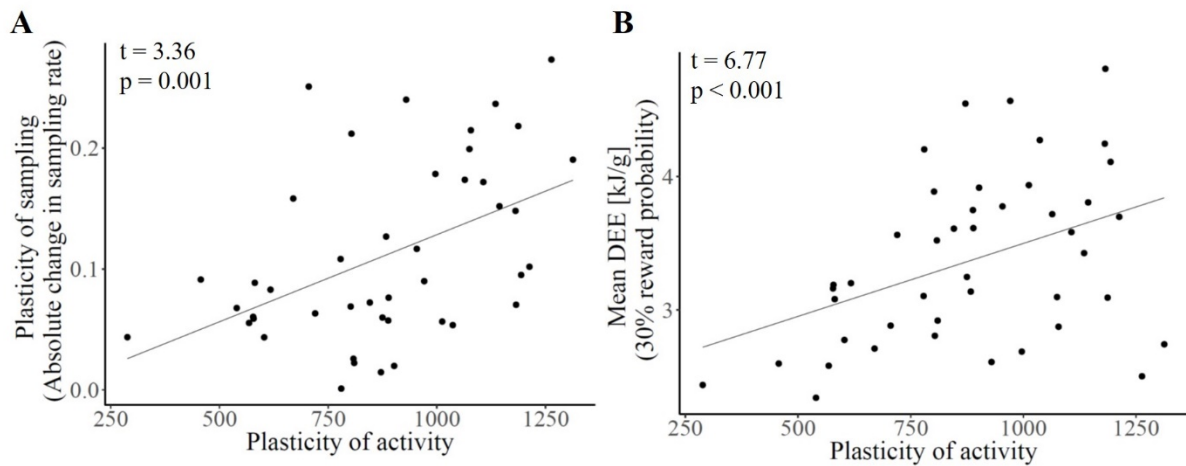 A
t = 3.36
p = 0.001
Plasticity of sampling
(Absolute change in sampling rate)
0.2
0.1
0.0
250 500 750 1000 1250
Plasticity of activity
B
t = 6.77
p < 0.001
Mean DEE [kJ/g]
(30% reward probability)
4
3
250 500 750 1000 1250
Plasticity of activity